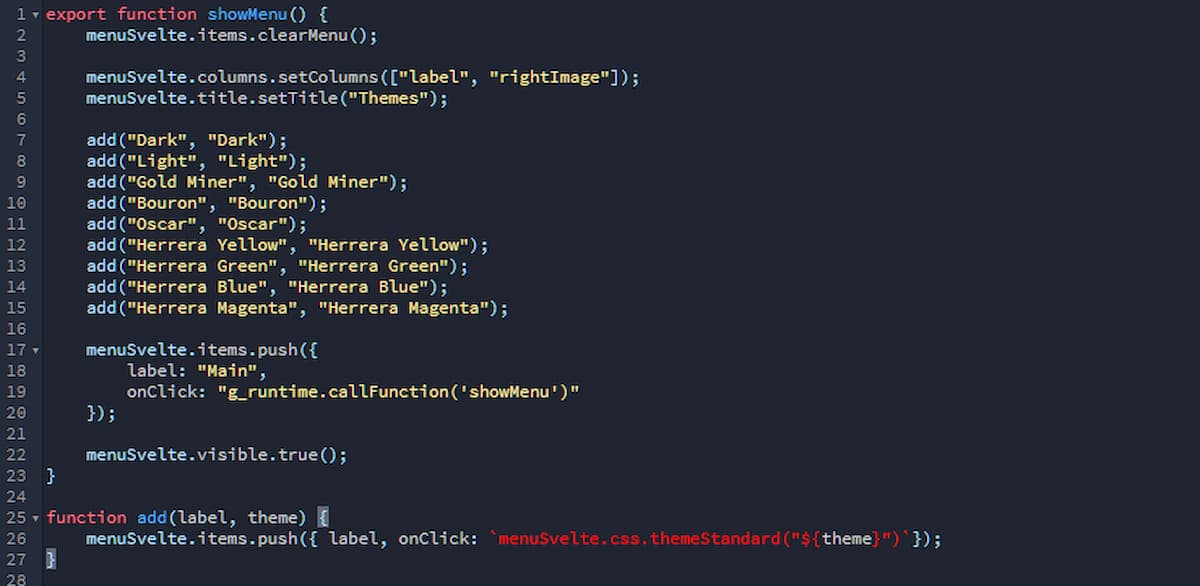 1 export function showMenu() {
2     menuSvelte.items.clearMenu();
3
4     menuSvelte.columns.setColumns(["label", "rightImage"]);
5     menuSvelte.title.setTitle("Themes");
6
7     add("Dark", "Dark");
8     add("Light", "Light");
9     add("Gold Miner", "Gold Miner");
10     add("Bouron", "Bouron");
11     add("Oscar", "Oscar");
12     add("Herrera Yellow", "Herrera Yellow");
13     add("Herrera Green", "Herrera Green");
14     add("Herrera Blue", "Herrera Blue");
15     add("Herrera Magenta", "Herrera Magenta");
16
17     menuSvelte.items.push({
18         label: "Main",
19         onClick: "g_runtime.callFunction('showMenu')"
20     });
21
22     menuSvelte.visible.true();
23 }
24
25 function add(label, theme) {
26     menuSvelte.items.push({ label, onClick: `menuSvelte.css.themeStandard("${theme}")`});
27 }
28